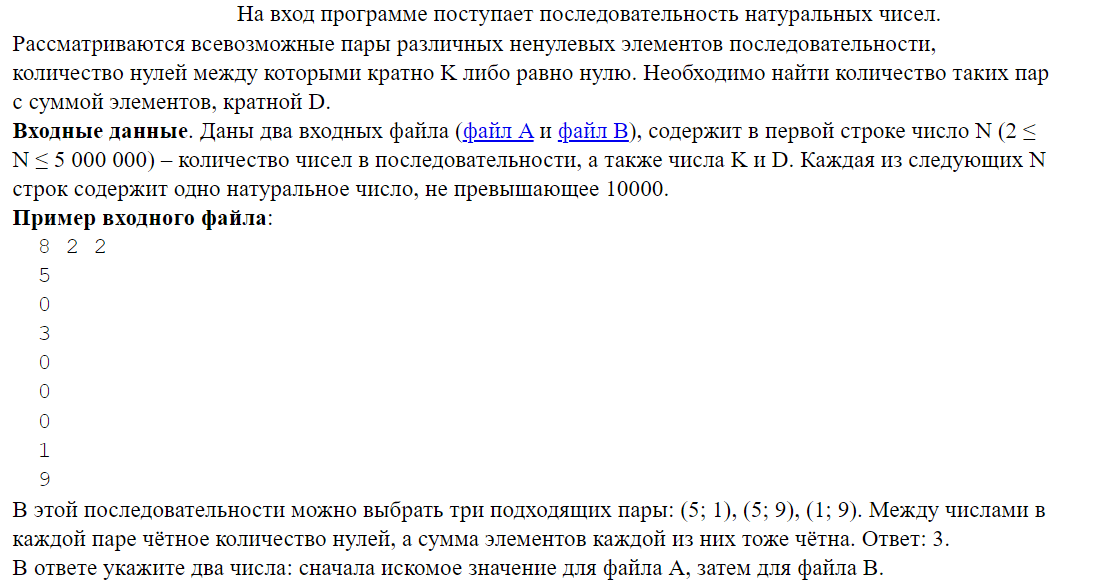 На вход программе поступает последовательность натуральных чисел.
Рассматриваются всевозможные пары различных ненулевых элементов последовательности,
количество нулей между которыми кратно K либо равно нулю. Необходимо найти количество таких пар
с суммой элементов, кратной D.
Входные данные. Даны два входных файла (файл A и файл B), содержит в первой строке число N (2 ≤
N ≤ 5 000 000) – количество чисел в последовательности, а также числа K и D. Каждая из следующих N
строк содержит одно натуральное число, не превышающее 10000.
Пример входного файла:
8 2 2
5
0
3
0
0
0
1
9
В этой последовательности можно выбрать три подходящих пары: (5; 1), (5; 9), (1; 9). Между числами в
каждой паре чётное количество нулей, а сумма элементов каждой из них тоже чётна. Ответ: 3.
В ответе укажите два числа: сначала искомое значение для файла A, затем для файла B.